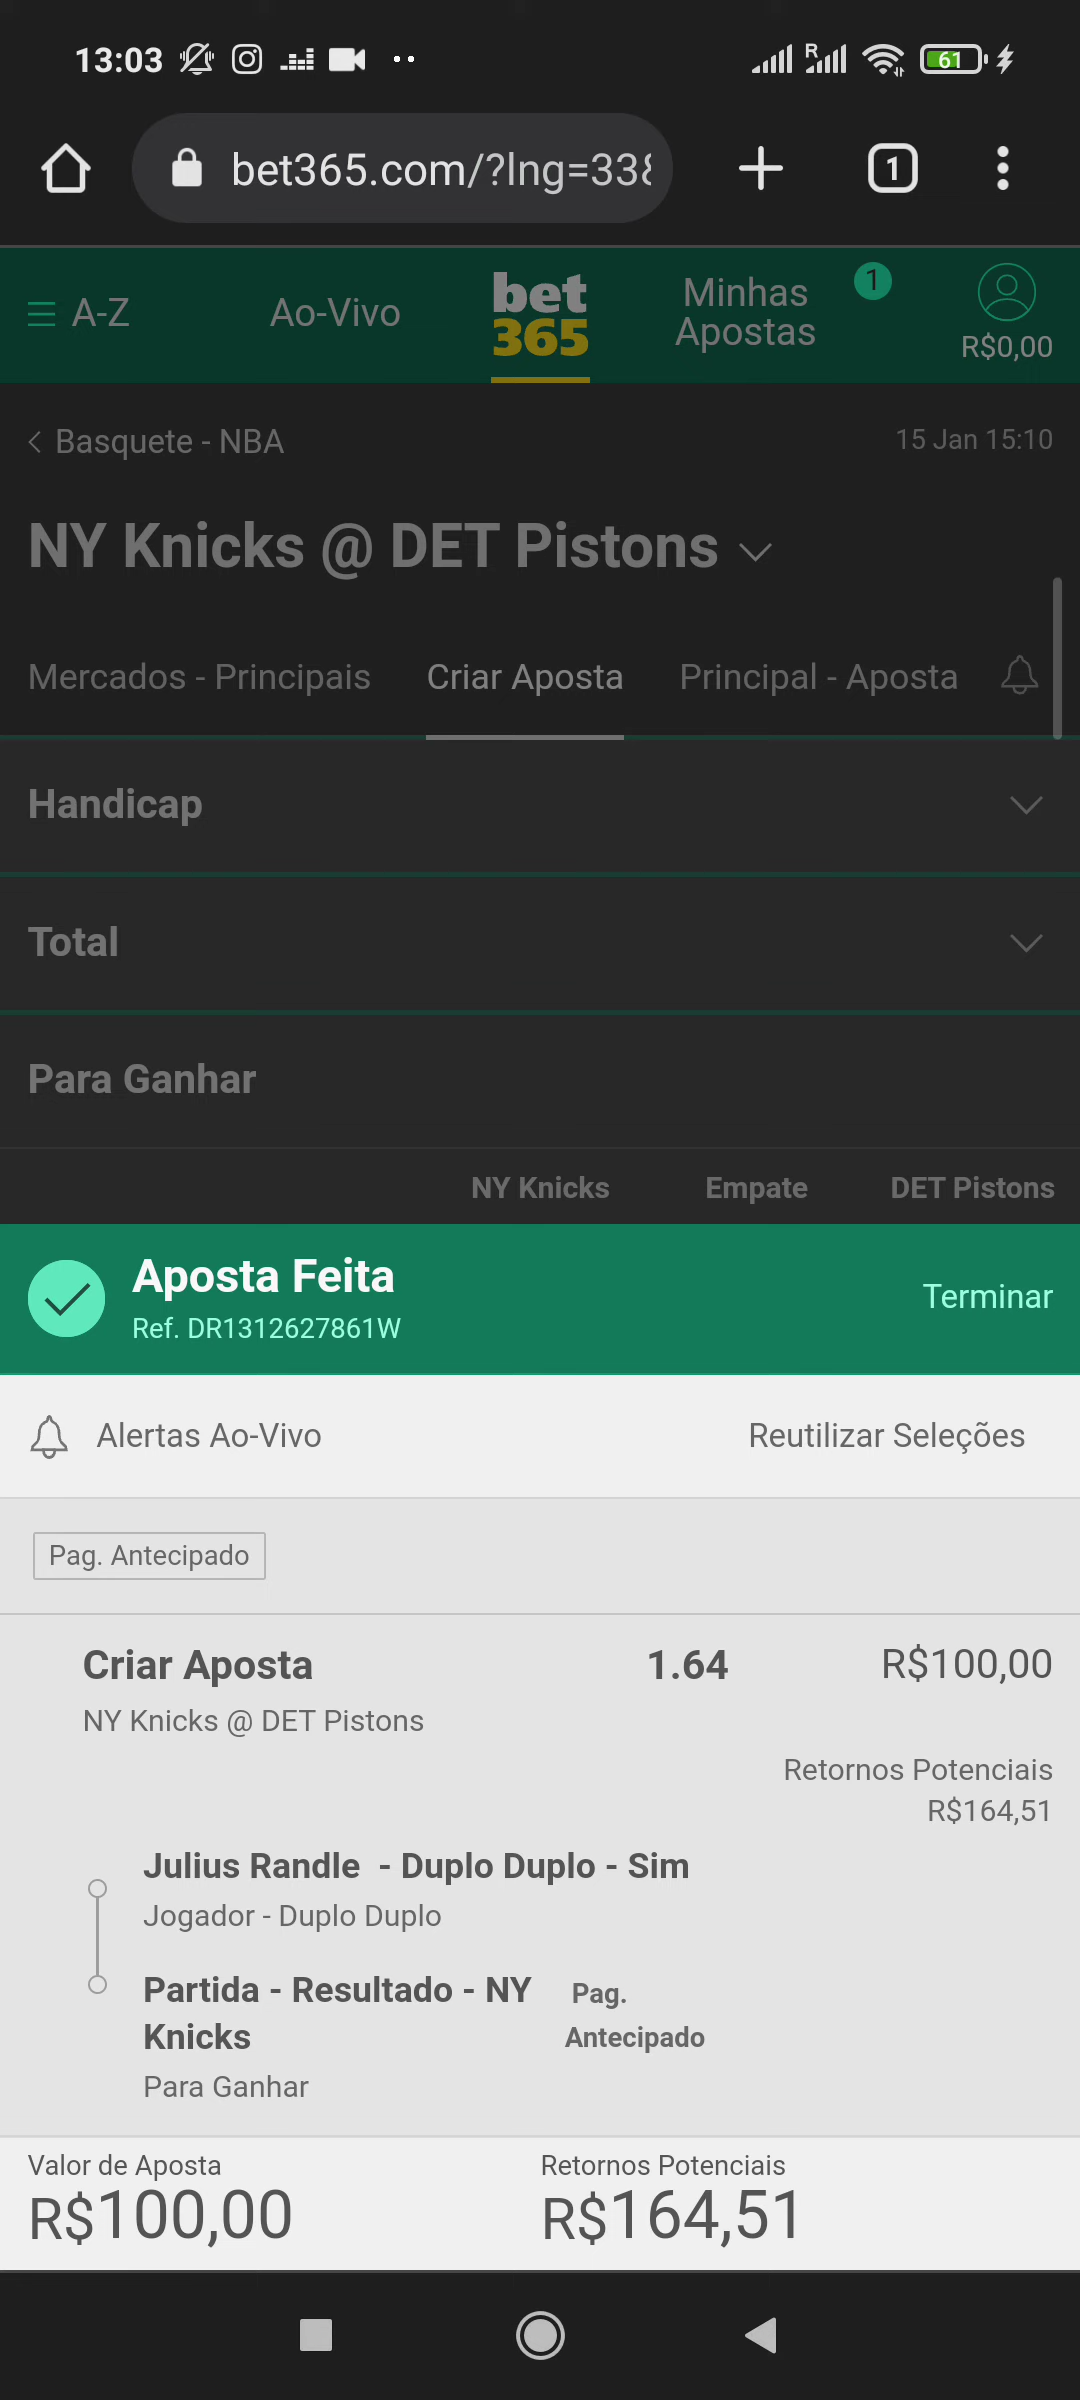 13:03
R
61
bet365.com/?lng=338
1
A-Z
Ao-Vivo
bet
365
Minhas
Apostas
1
R$0,00
Basquete - NBA
15 Jan 15:10
NY Knicks @ DET Pistons
Mercados - Principais
Criar Aposta
Principal - Aposta
Handicap
Total
Para Ganhar
NY Knicks
Empate
DET Pistons
Aposta Feita
Ref. DR1312627861W
Terminar
Alertas Ao-Vivo
Reutilizar Seleções
Pag. Antecipado
Criar Aposta
1.64
R$100,00
NY Knicks @ DET Pistons
Retornos Potenciais
R$164,51
Julius Randle - Duplo Duplo - Sim
Jogador - Duplo Duplo
Partida - Resultado - NY
Knicks
Pag.
Antecipado
Para Ganhar
Valor de Aposta
R$100,00
Retornos Potenciais
R$164,51